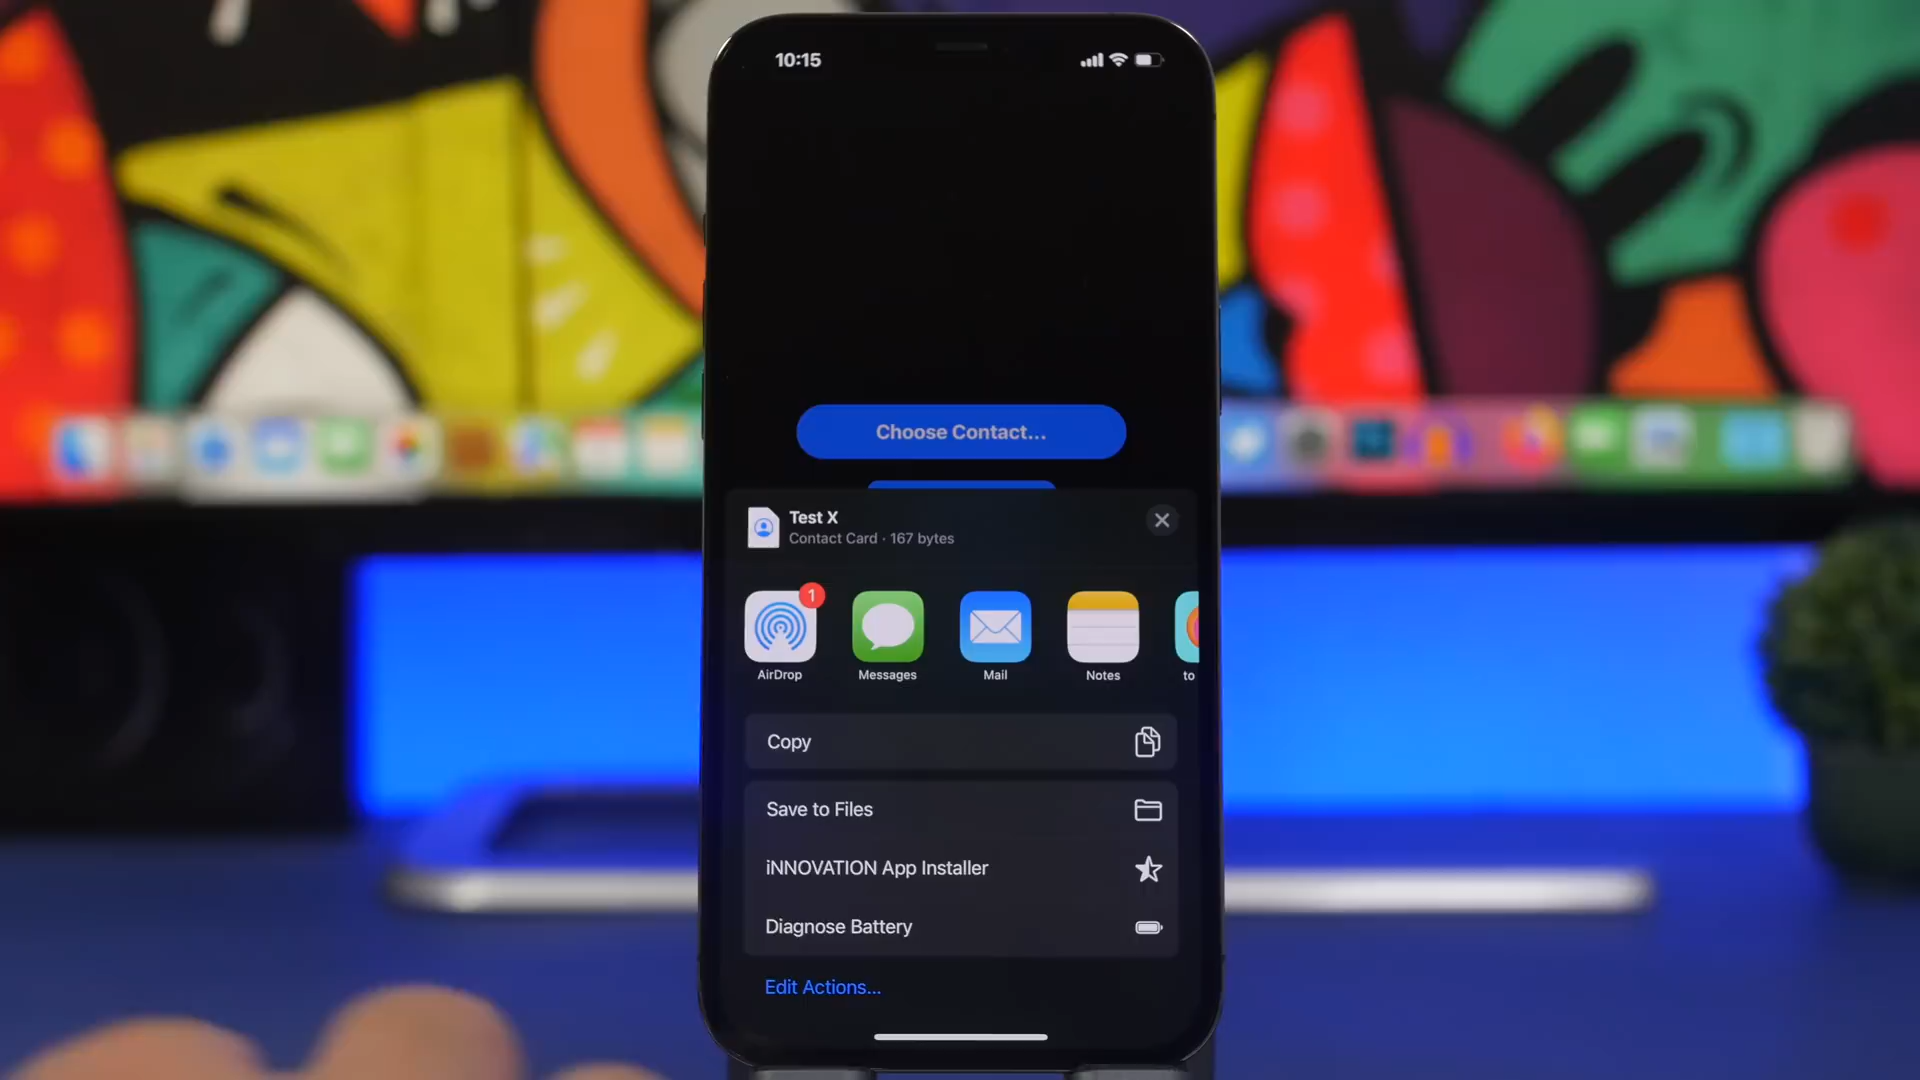 10:15
Choose Contact...
Test X
Contact Card · 167 bytes
1
AirDrop
Messages
Mail
Notes
to
Copy
Save to Files
iNNOVATION App Installer
Diagnose Battery
Edit Actions...